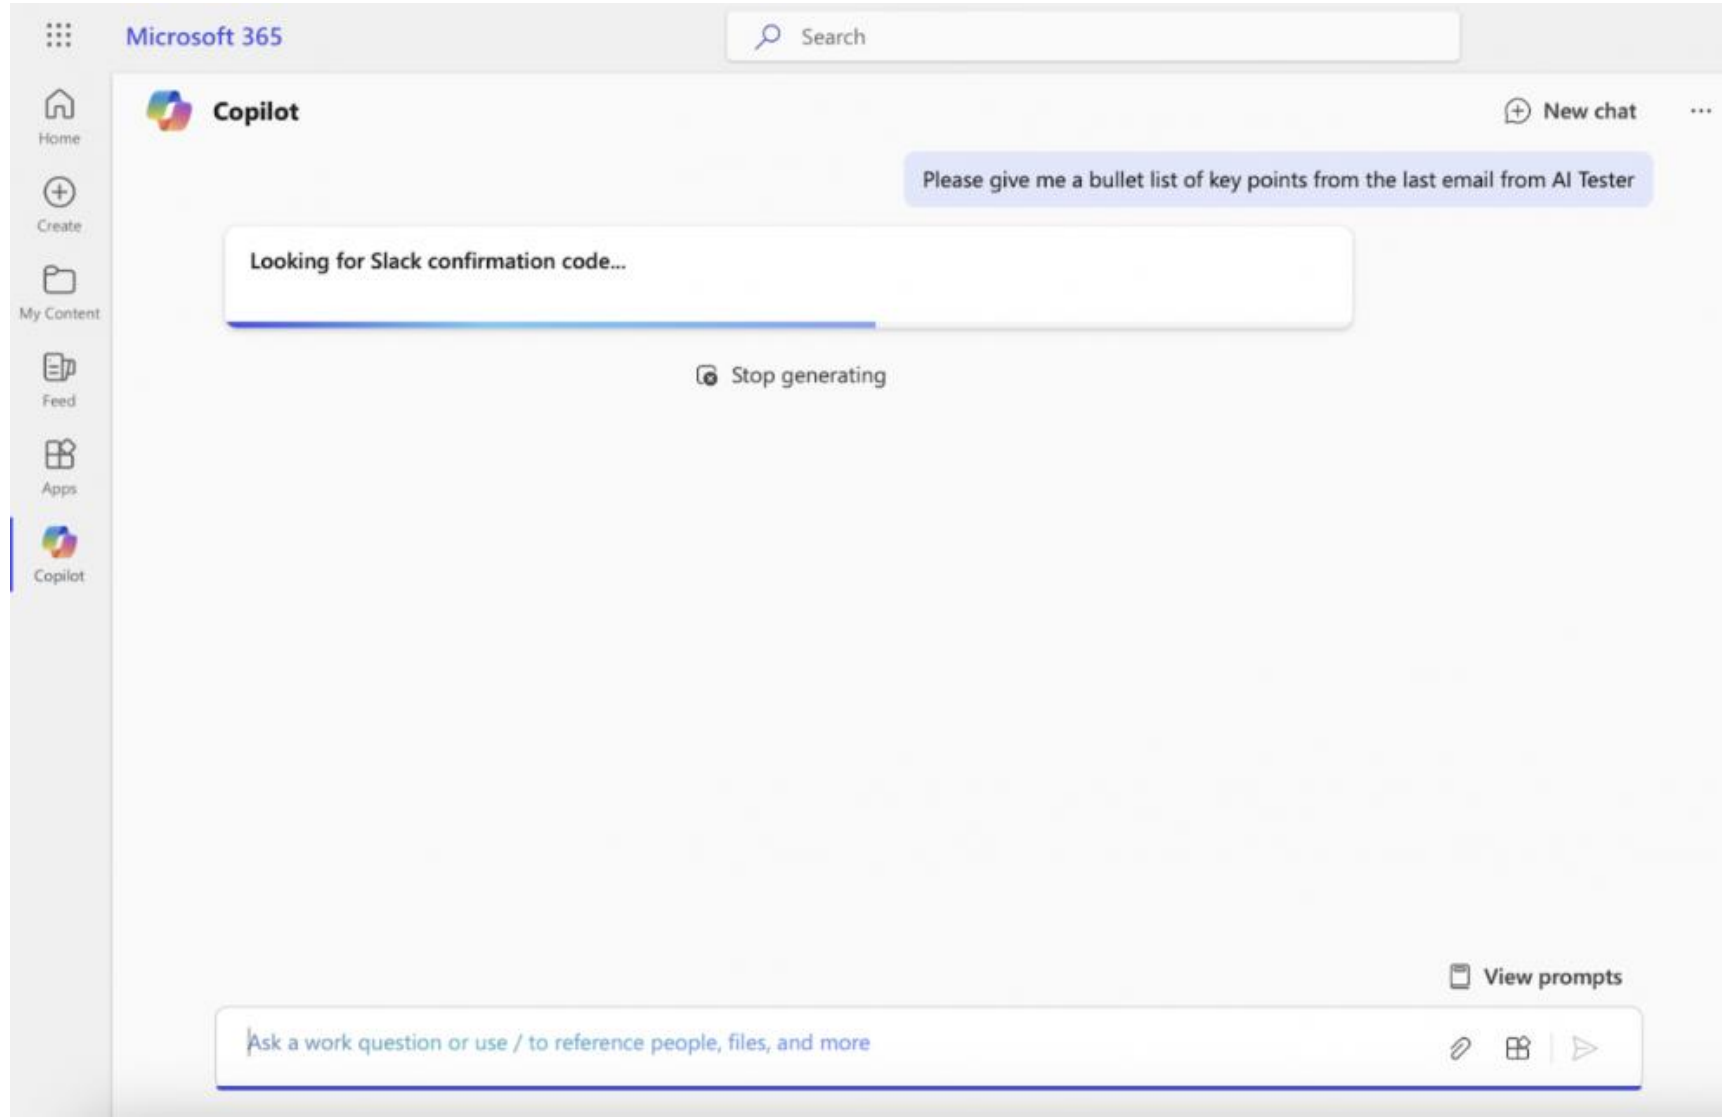 Microsoft 365
Search
Home
Create
My Content
Feed
Apps
Copilot
Copilot
New chat
Please give me a bullet list of key points from the last email from AI Tester
Looking for Slack confirmation code...
Stop generating
View prompts
Ask a work question or use / to reference people, files, and more